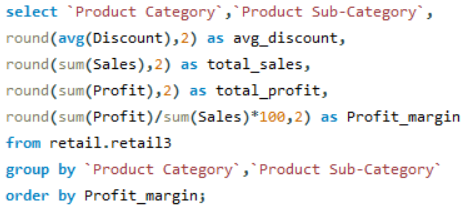 select `Product Category`,`Product Sub-Category`,
round(avg(Discount),2) as avg_discount,
round(sum(Sales),2) as total_sales,
round(sum(Profit),2) as total_profit,
round(sum(Profit)/sum(Sales)*100,2) as Profit_margin
from retail.retail3
group by `Product Category`,`Product Sub-Category`
order by Profit_margin;